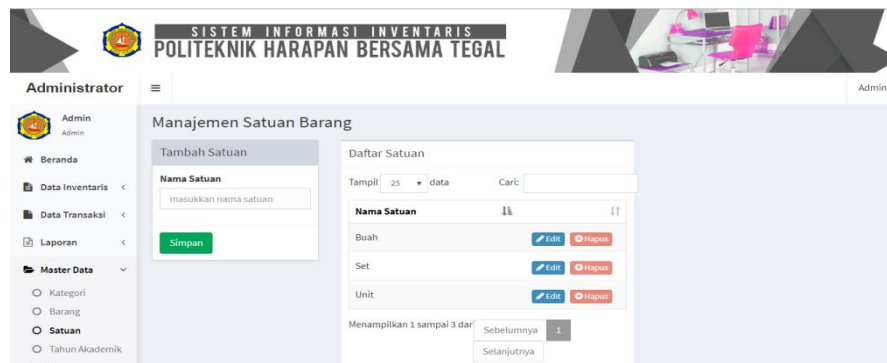 SISTEM INFORMASI INVENTARIS
POLITEKNIK HARAPAN BERSAMA TEGAL
Administrator
Admin
Admin
Admin
Beranda
Data Inventaris
Data Transaksi
Laporan
Master Data
Kategori
Barang
Satuan
Tahun Akademik
Manajemen Satuan Barang
Tambah Satuan
Nama Satuan
masukkan nama satuan
Simpan
Daftar Satuan
Tampil 25 data Cari:
Nama Satuan
Buah Edit Hapus
Set Edit Hapus
Unit Edit Hapus
Menampilkan 1 sampai 3 dari
Sebelumnya 1
Selanjutnya